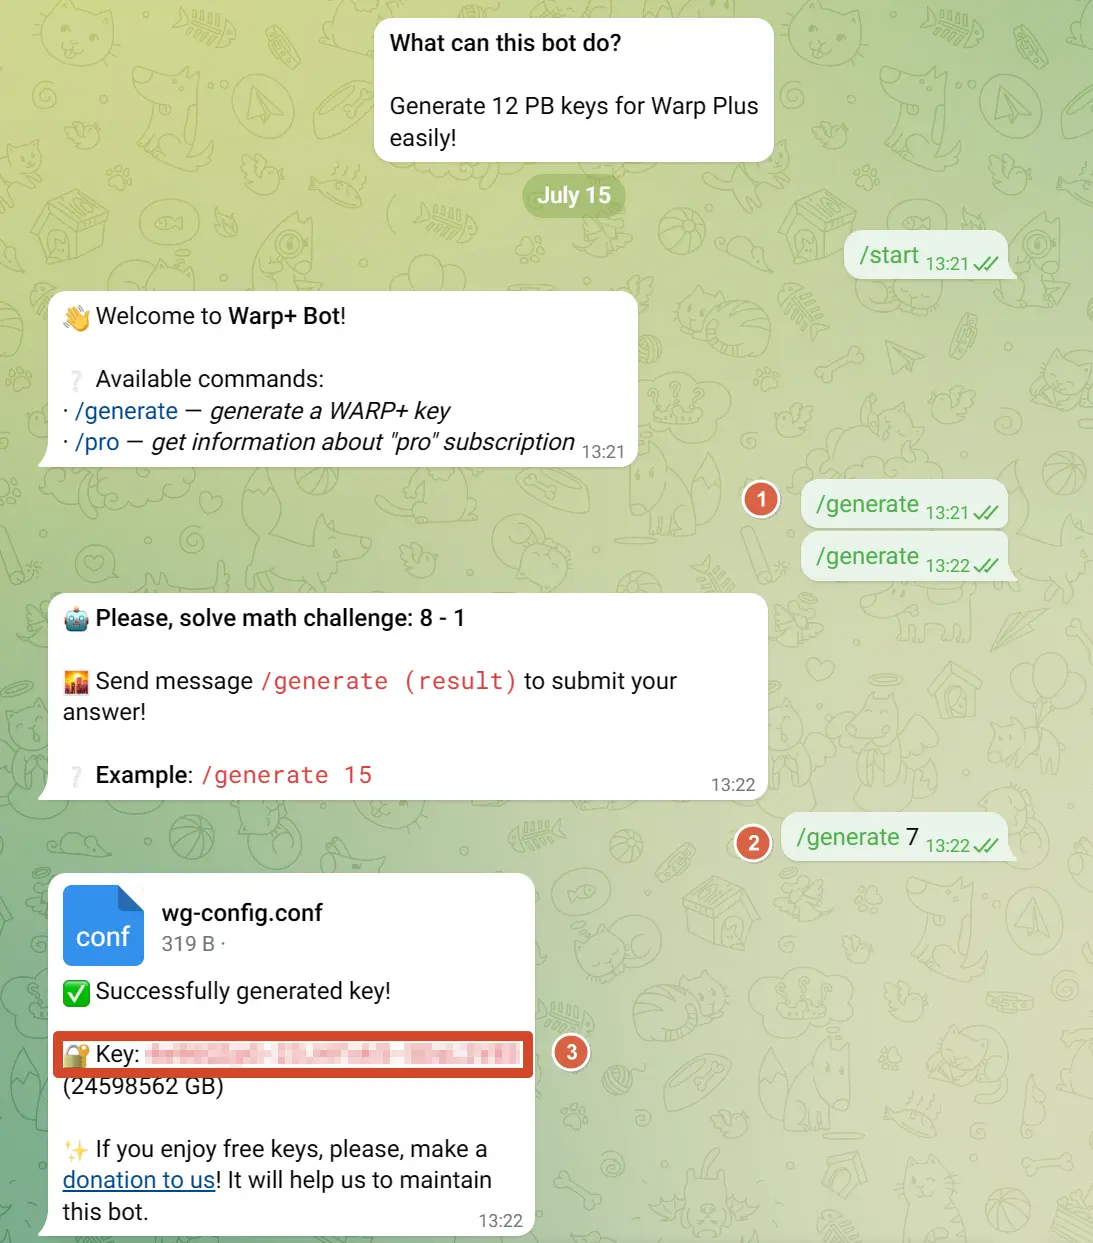 What can this bot do?
Generate 12 PB keys for Warp Plus
easily!
July 15
/start 13:21
👋 Welcome to Warp+ Bot!
❔ Available commands:
· /generate — generate a WARP+ key
· /pro — get information about "pro" subscription 13:21
1
/generate 13:21
/generate 13:22
🤖 Please, solve math challenge: 8 - 1
🌇 Send message /generate (result) to submit your
answer!
❔ Example: /generate 15
13:22
2
/generate 7 13:22
conf
wg-config.conf
319 B ·
✅ Successfully generated key!
🔐 Key:
3
(24598562 GB)
✨ If you enjoy free keys, please, make a
donation to us! It will help us to maintain
this bot.
13:22